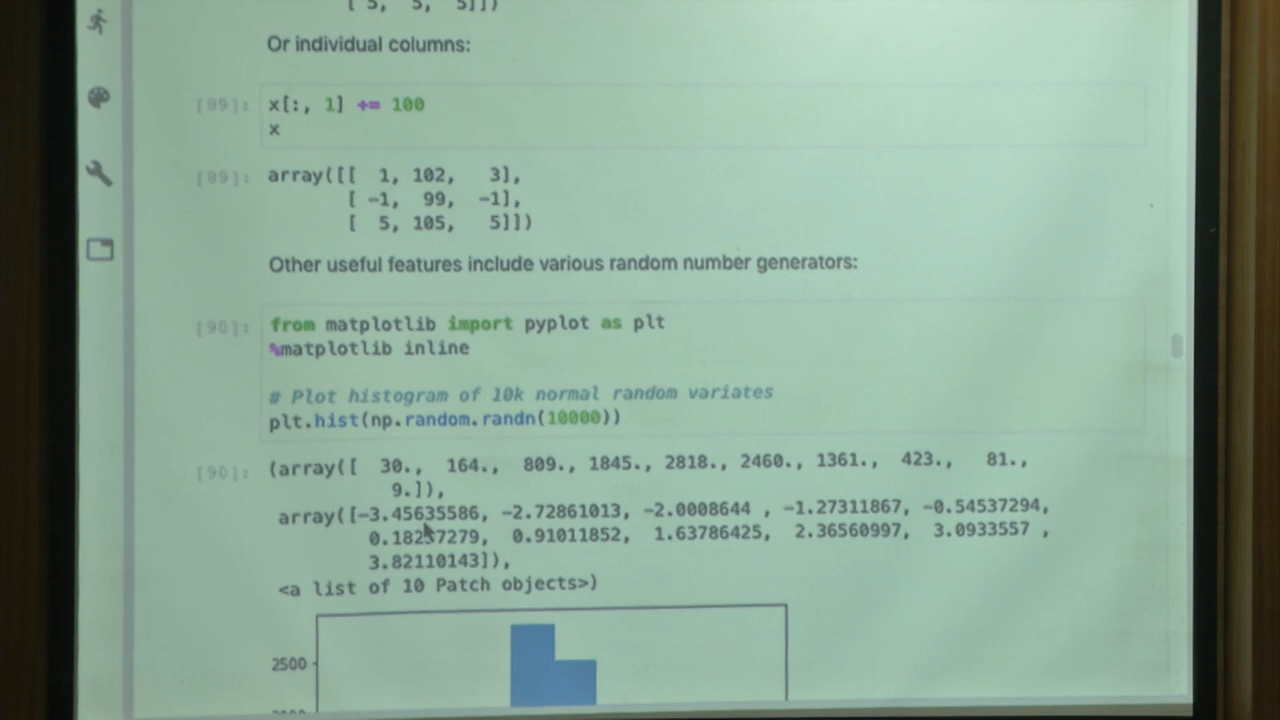 [ 5, 5, 5]])
Or individual columns:
[89]: x[:, 1] += 100
x
[89]: array([[ 1, 102, 3],
[ -1, 99, -1],
[ 5, 105, 5]])
Other useful features include various random number generators:
[90]: from matplotlib import pyplot as plt
%matplotlib inline
# Plot histogram of 10k normal random variates
plt.hist(np.random.randn(10000))
[90]: (array([ 30., 164., 809., 1845., 2818., 2460., 1361., 423., 81.,
9.]),
array([-3.45635586, -2.72861013, -2.0008644 , -1.27311867, -0.54537294,
0.18237279, 0.91011852, 1.63786425, 2.36560997, 3.0933557 ,
3.82110143]),
<a list of 10 Patch objects>)
2500